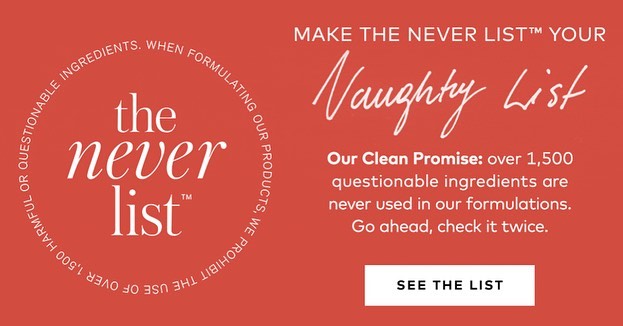 WHEN FORMULATING OUR PRODUCTS, WE PROHIBIT THE USE OF OVER 1,500 HARMFUL OR QUESTIONABLE INGREDIENTS.
the
never
list™
MAKE THE NEVER LIST™ YOUR
Naughty List
Our Clean Promise: over 1,500
questionable ingredients are
never used in our formulations.
Go ahead, check it twice.
SEE THE LIST